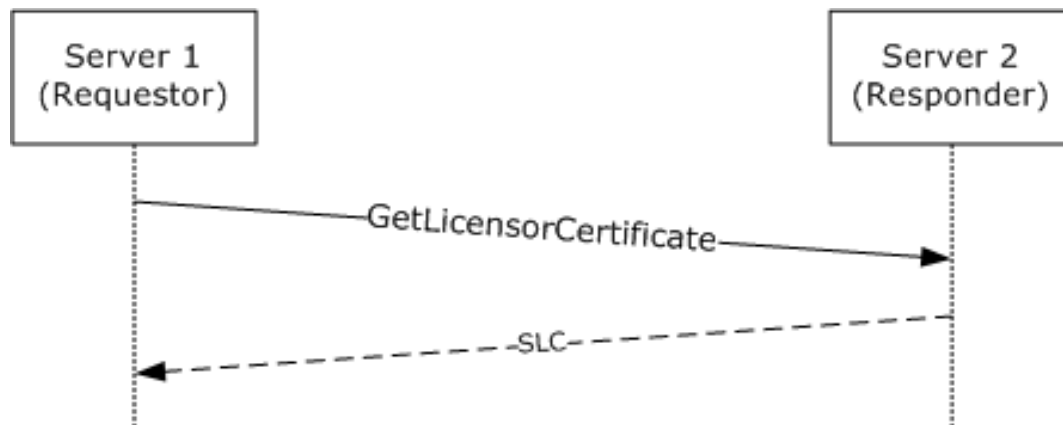 Server 1
(Requestor)
Server 2
(Responder)
GetLicensorCertificate
SLC